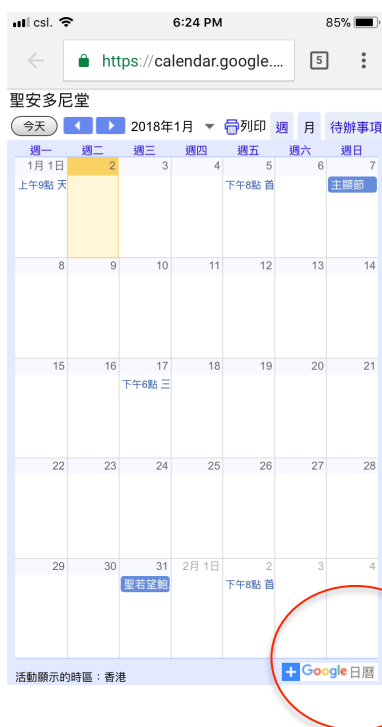 csl. 6:24 PM 85%
https://calendar.google.... 5
聖安多尼堂
今天 2018年1月 列印 週 月 待辦事項
週一 週二 週三 週四 週五 週六 週日
1月 1日 2 3 4 5 6 7
上午9點 天 下午8點 首 主顯節
8 9 10 11 12 13 14
15 16 17 18 19 20 21
下午6點 三
22 23 24 25 26 27 28
29 30 31 2月 1日 2 3 4
聖若望鮑 下午8點 首
活動顯示的時區：香港 Google日曆